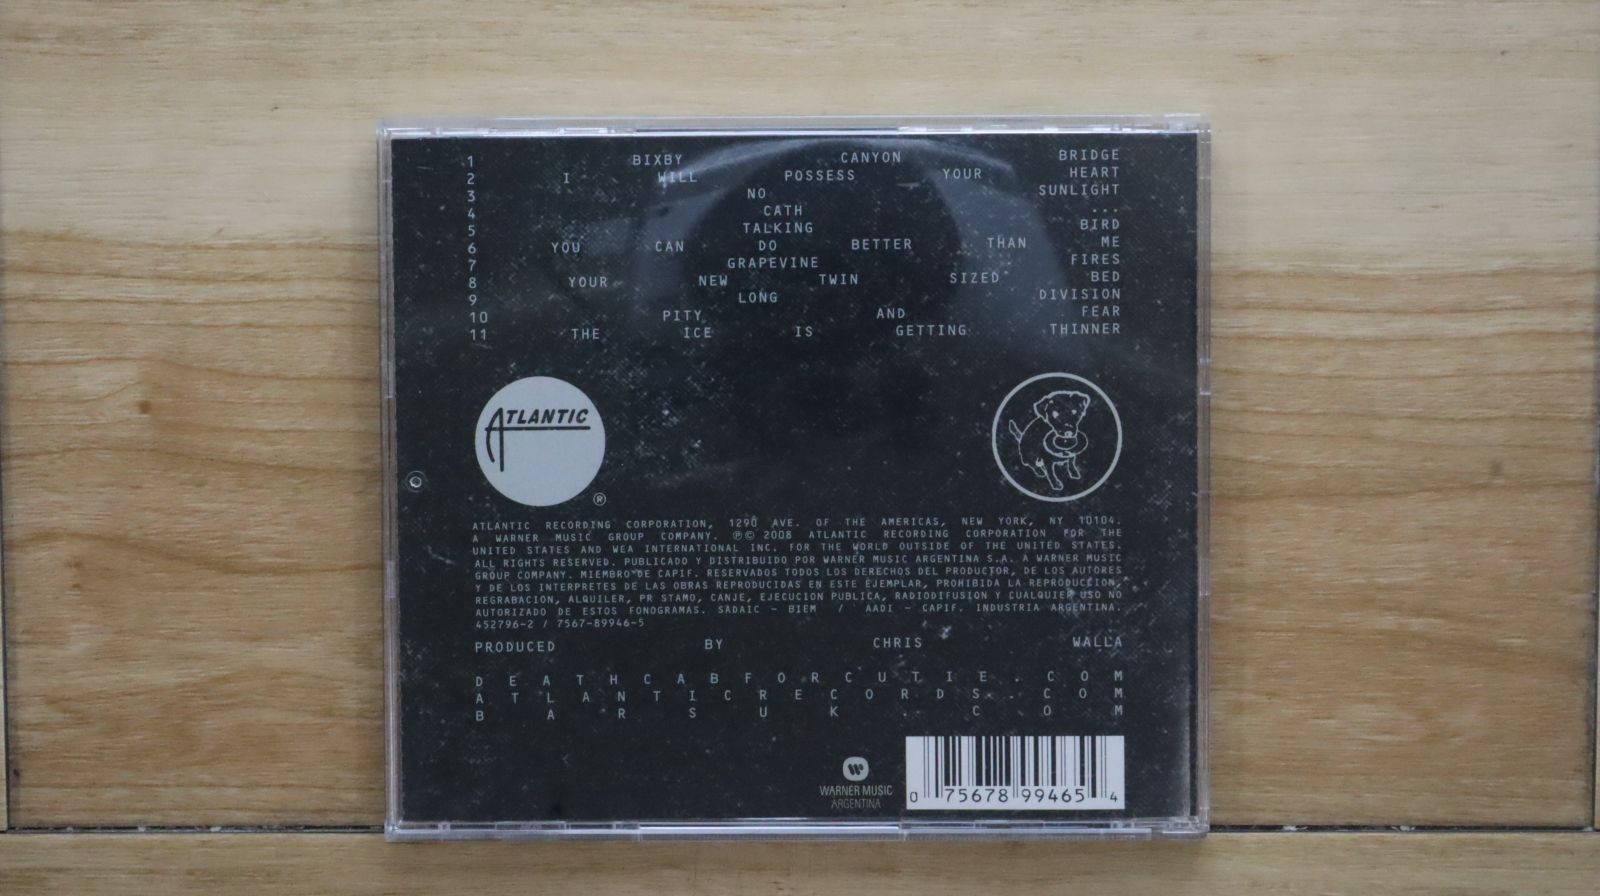 1 BIXBY CANYON BRIDGE
2 I WILL POSSESS YOUR HEART
3 NO SUNLIGHT
4 CATH ...
5 TALKING BIRD
6 YOU CAN DO BETTER THAN ME
7 GRAPEVINE FIRES
8 YOUR NEW TWIN SIZED BED
9 LONG DIVISION
10 PITY AND FEAR
11 THE ICE IS GETTING THINNER
ATLANTIC
®
ATLANTIC RECORDING CORPORATION, 1290 AVE. OF THE AMERICAS, NEW YORK, NY 10104.
A WARNER MUSIC GROUP COMPANY. ℗© 2008 ATLANTIC RECORDING CORPORATION FOR THE
UNITED STATES AND WEA INTERNATIONAL INC. FOR THE WORLD OUTSIDE OF THE UNITED STATES.
ALL RIGHTS RESERVED. PUBLICADO Y DISTRIBUIDO POR WARNER MUSIC ARGENTINA S.A. A WARNER MUSIC
GROUP COMPANY. MIEMBRO DE CAPIF. RESERVADOS TODOS LOS DERECHOS DEL PRODUCTOR, DE LOS AUTORES
Y DE LOS INTERPRETES DE LAS OBRAS REPRODUCIDAS EN ESTE EJEMPLAR, PROHIBIDA LA REPRODUCCION,
REGRABACION, ALQUILER, PR STAMO, CANJE, EJECUCION PUBLICA, RADIODIFUSION Y CUALQUIER USO NO
AUTORIZADO DE ESTOS FONOGRAMAS. SADAIC - BIEM / AADI - CAPIF. INDUSTRIA ARGENTINA.
452796-2 / 7567-89946-5
PRODUCED BY CHRIS WALLA
DEATHCABFORCUTIE.COM
ATLANTICRECORDS.COM
BARSUK.COM
WARNER MUSIC
ARGENTINA
0 75678 99465 4